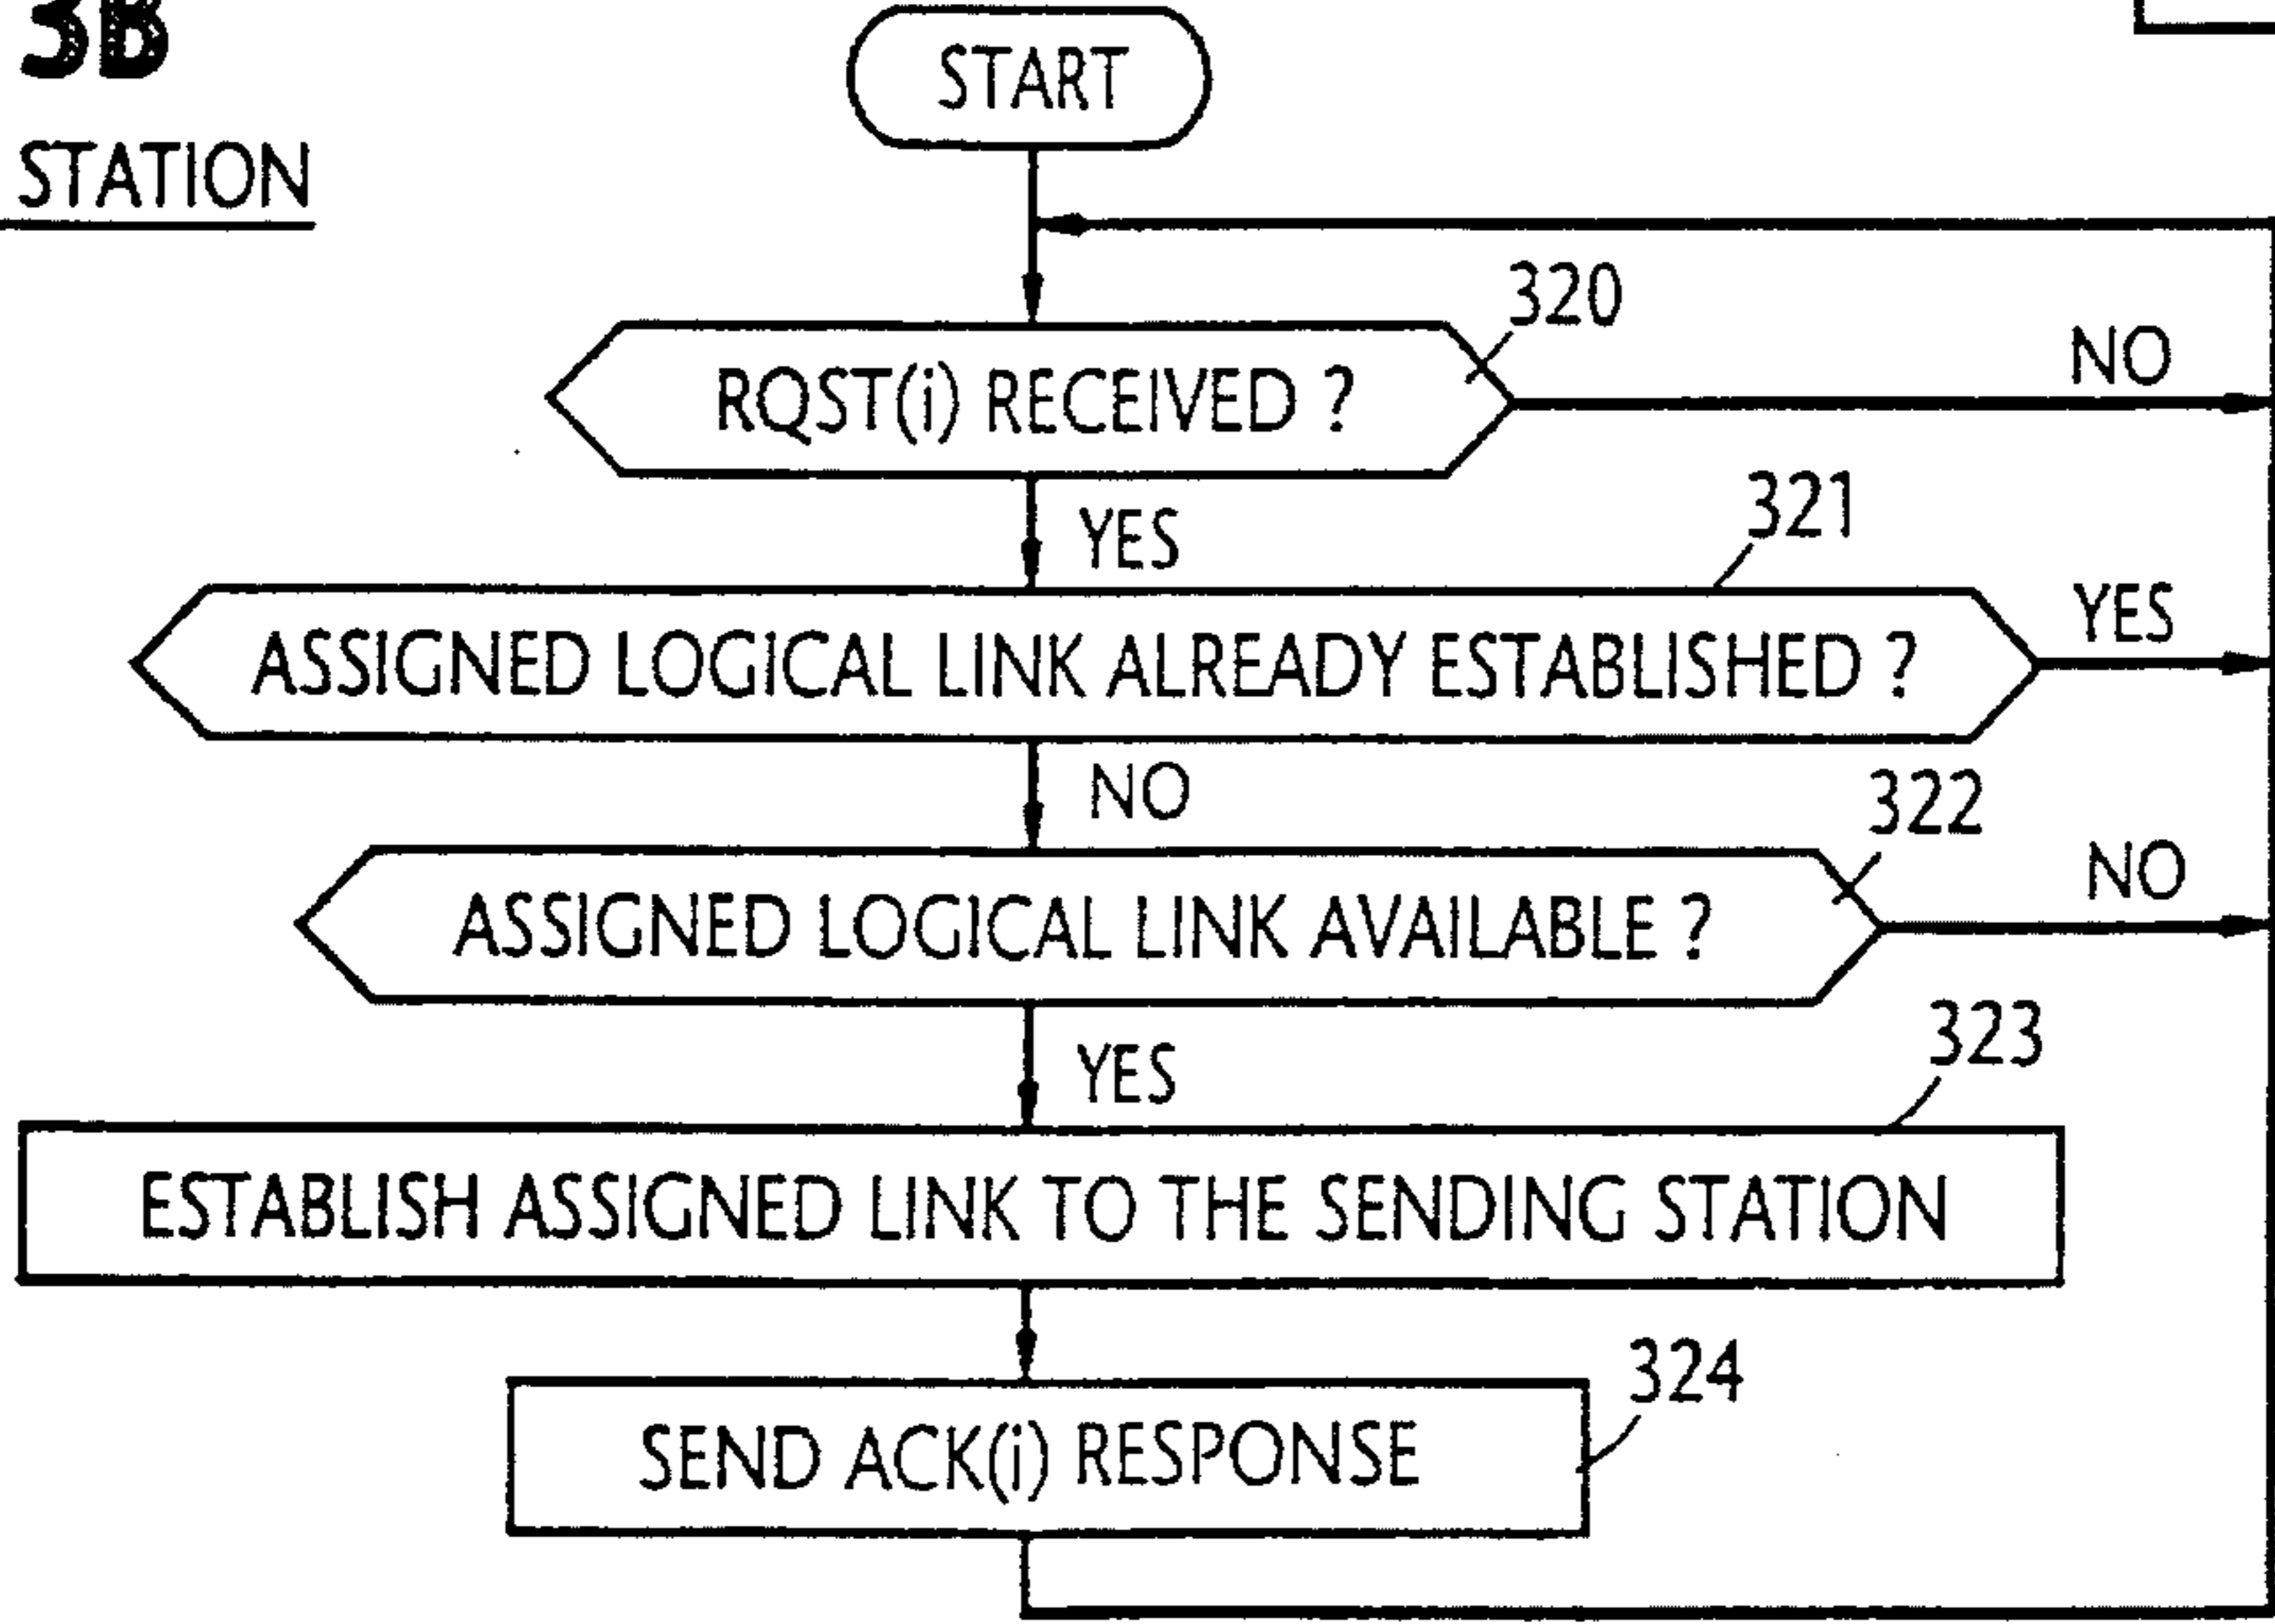 3B
START
STATION
320
RQST(i) RECEIVED ?
NO
YES
321
ASSIGNED LOGICAL LINK ALREADY ESTABLISHED ?
YES
NO
322
ASSIGNED LOGICAL LINK AVAILABLE ?
NO
YES
323
ESTABLISH ASSIGNED LINK TO THE SENDING STATION
324
SEND ACK(i) RESPONSE